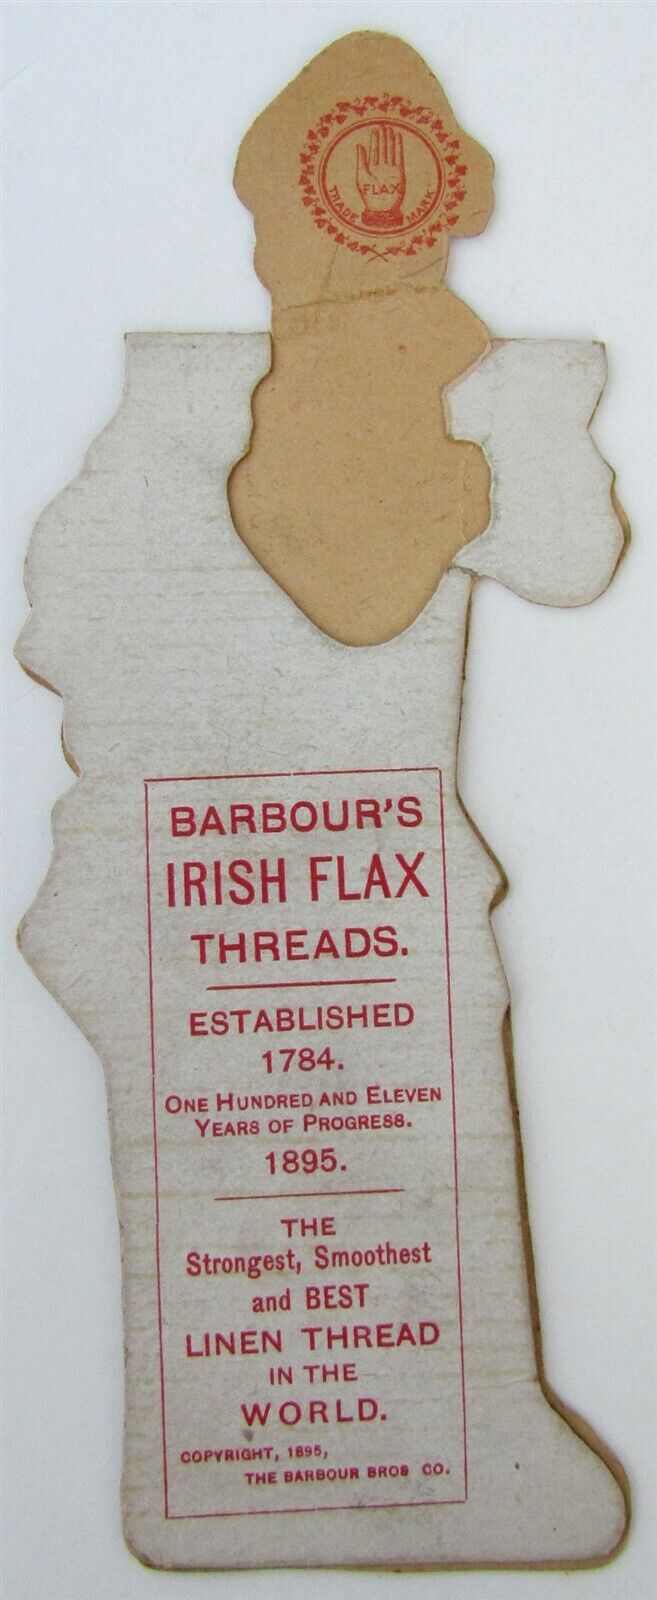 FLAX
TRADE MARK
BARBOUR'S
IRISH FLAX
THREADS.
ESTABLISHED
1784.
ONE HUNDRED AND ELEVEN
YEARS OF PROGRESS.
1895.
THE
Strongest, Smoothest
and BEST
LINEN THREAD
IN THE
WORLD.
COPYRIGHT, 1895,
THE BARBOUR BROS CO.